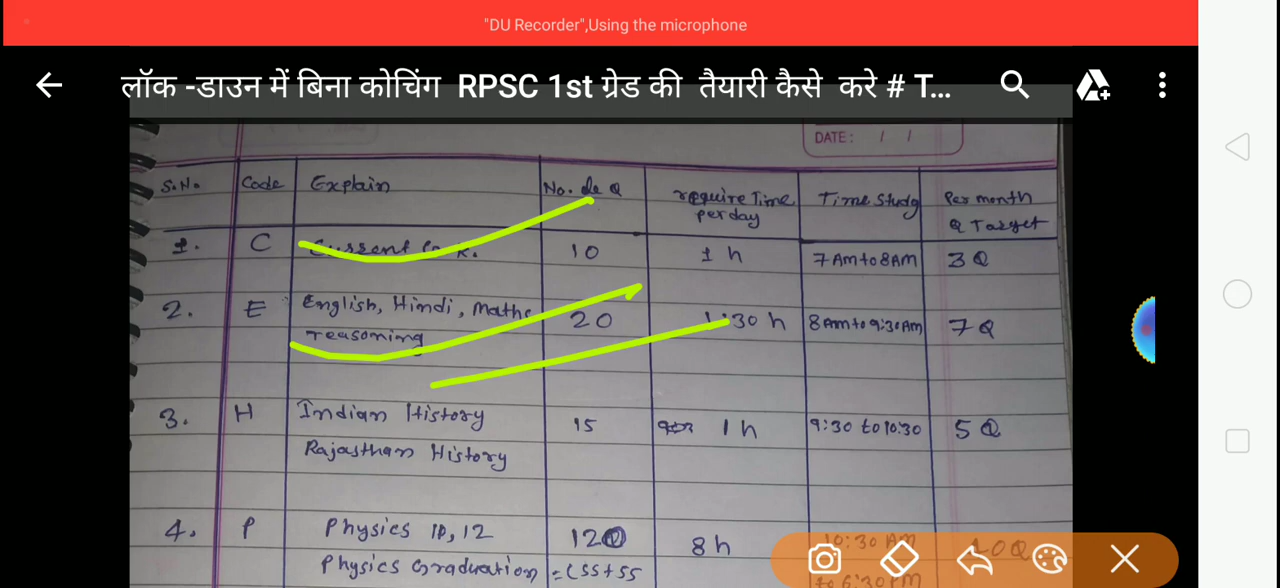 "DU Recorder",Using the microphone
लॉक -डाउन में बिना कोचिंग RPSC 1st ग्रेड की तैयारी कैसे करे # T...
DATE: / /
S.N. Code Explain No. de Q require Time per day Time Study Per month Q Target
1. C Current 10 1 h 7 Am to 8 AM 3 Q
2. E English, Hindi, Maths 20 1:30 h 8 Am to 9:30 AM 7 Q
reasoning
3. H Indian History 15 1 h 9:30 to 10:30 5 Q
Rajasthan History
4. P Physics 12 8 h 10:30 AM
Physics Graduation =(55+55 to 6:30 PM